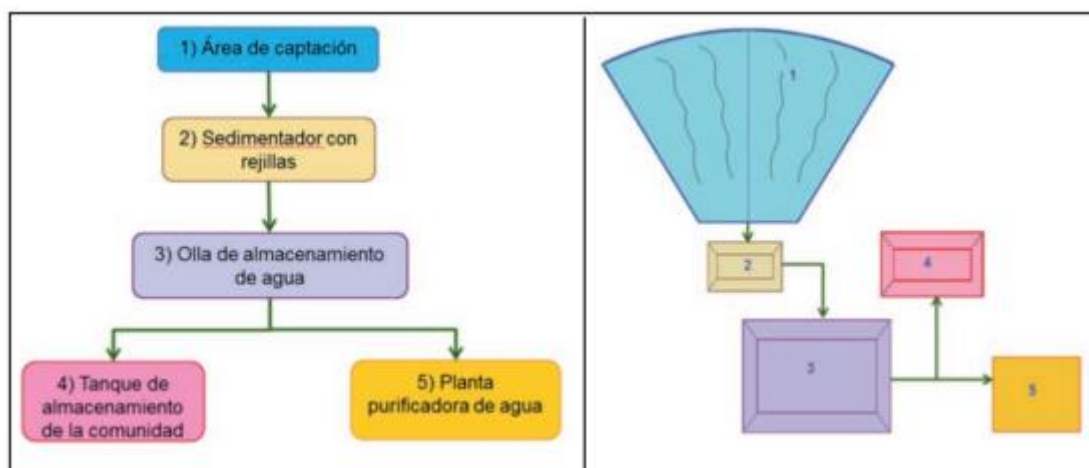 1) Área de captación
2) Sedimentador con
rejillas
3) Olla de almacenamiento
de agua
4) Tanque de
almacenamiento
de la comunidad
5) Planta
purificadora de agua
1
2
3
4
5